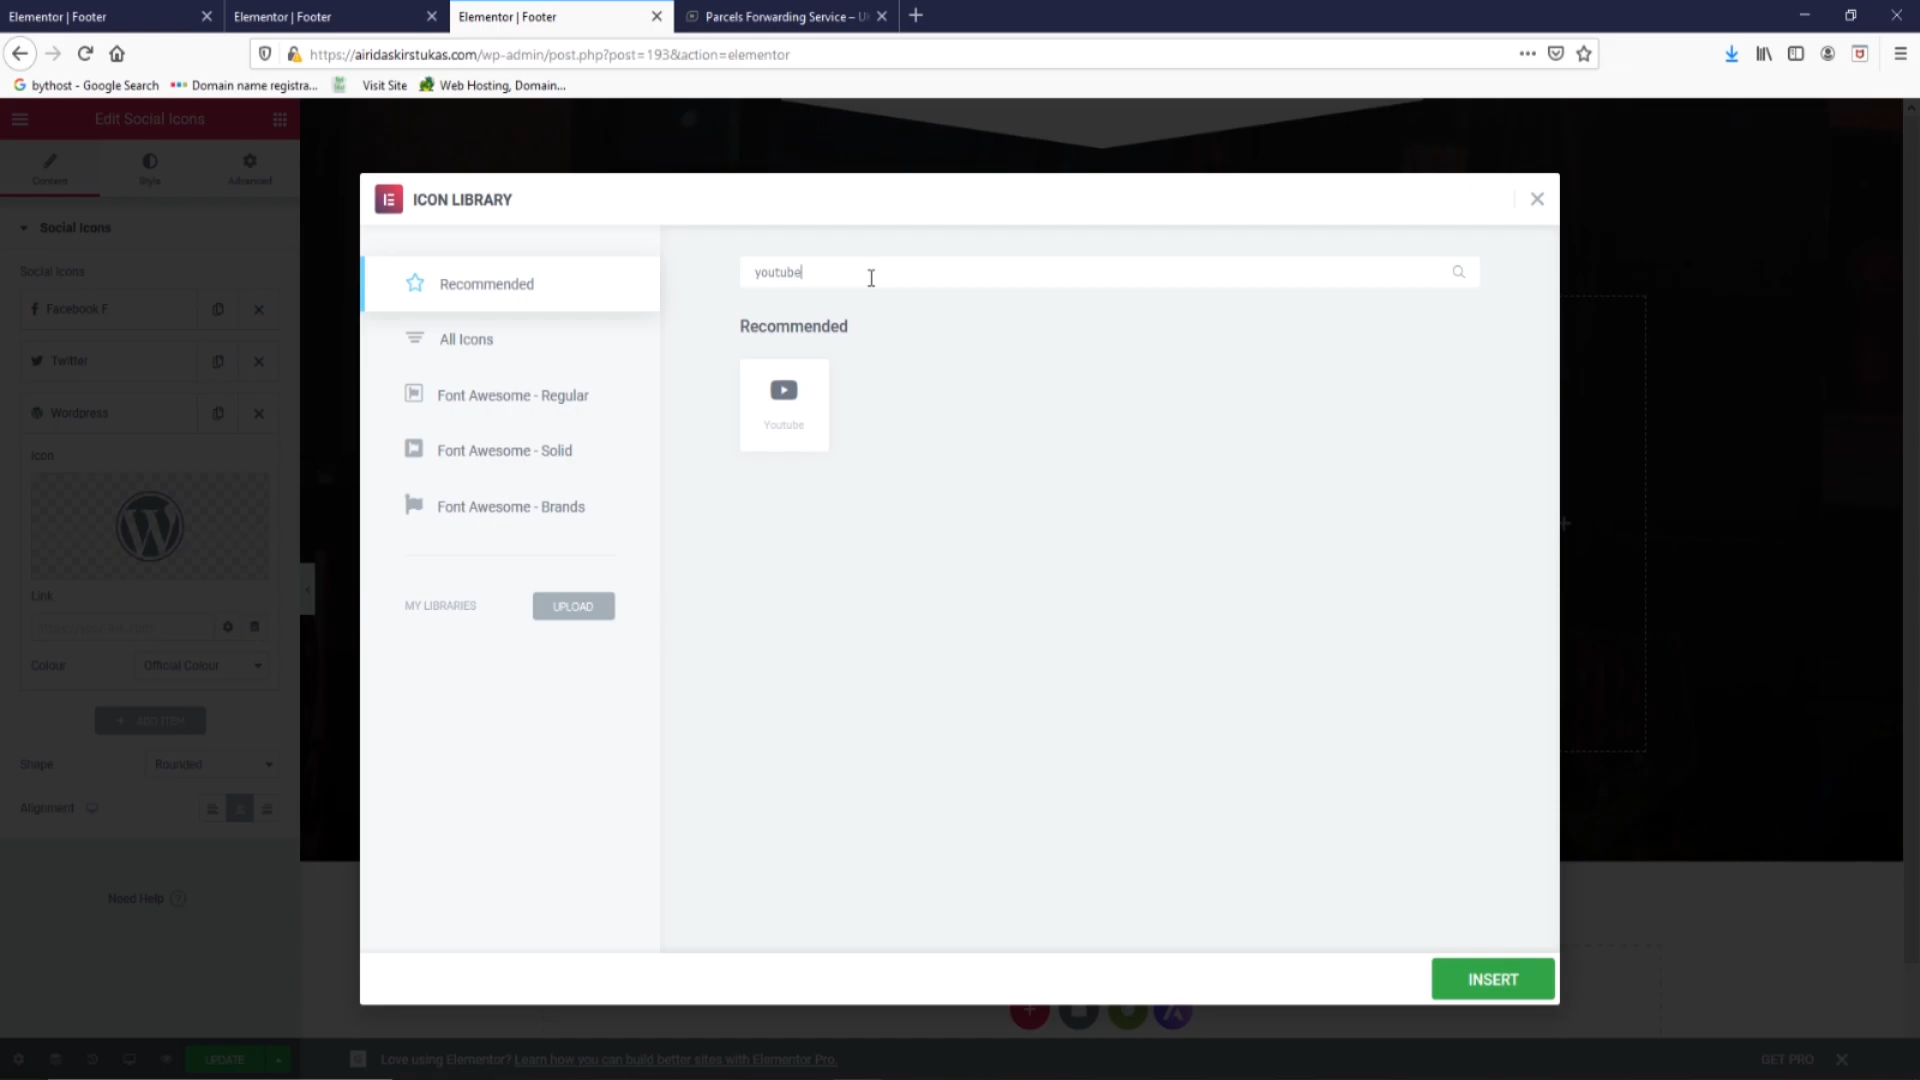 Elementor | Footer
Elementor | Footer
Elementor | Footer
Parcels Forwarding Service – U
https://airidaskirstukas.com/wp-admin/post.php?post=193&action=elementor
bythost - Google Search
Domain name registra...
Visit Site
Web Hosting, Domain...
Edit Social Icons
Content
Style
Advanced
Social Icons
Social Icons
Facebook F
Twitter
Wordpress
Icon
Link
Colour
Official Colour
+ ADD ITEM
Shape
Rounded
Alignment
Need Help
UPDATE
ICON LIBRARY
Recommended
All Icons
Font Awesome - Regular
Font Awesome - Solid
Font Awesome - Brands
MY LIBRARIES
UPLOAD
youtube
Recommended
Youtube
INSERT
Love using Elementor? Learn how you can build better sites with Elementor Pro.
GET PRO